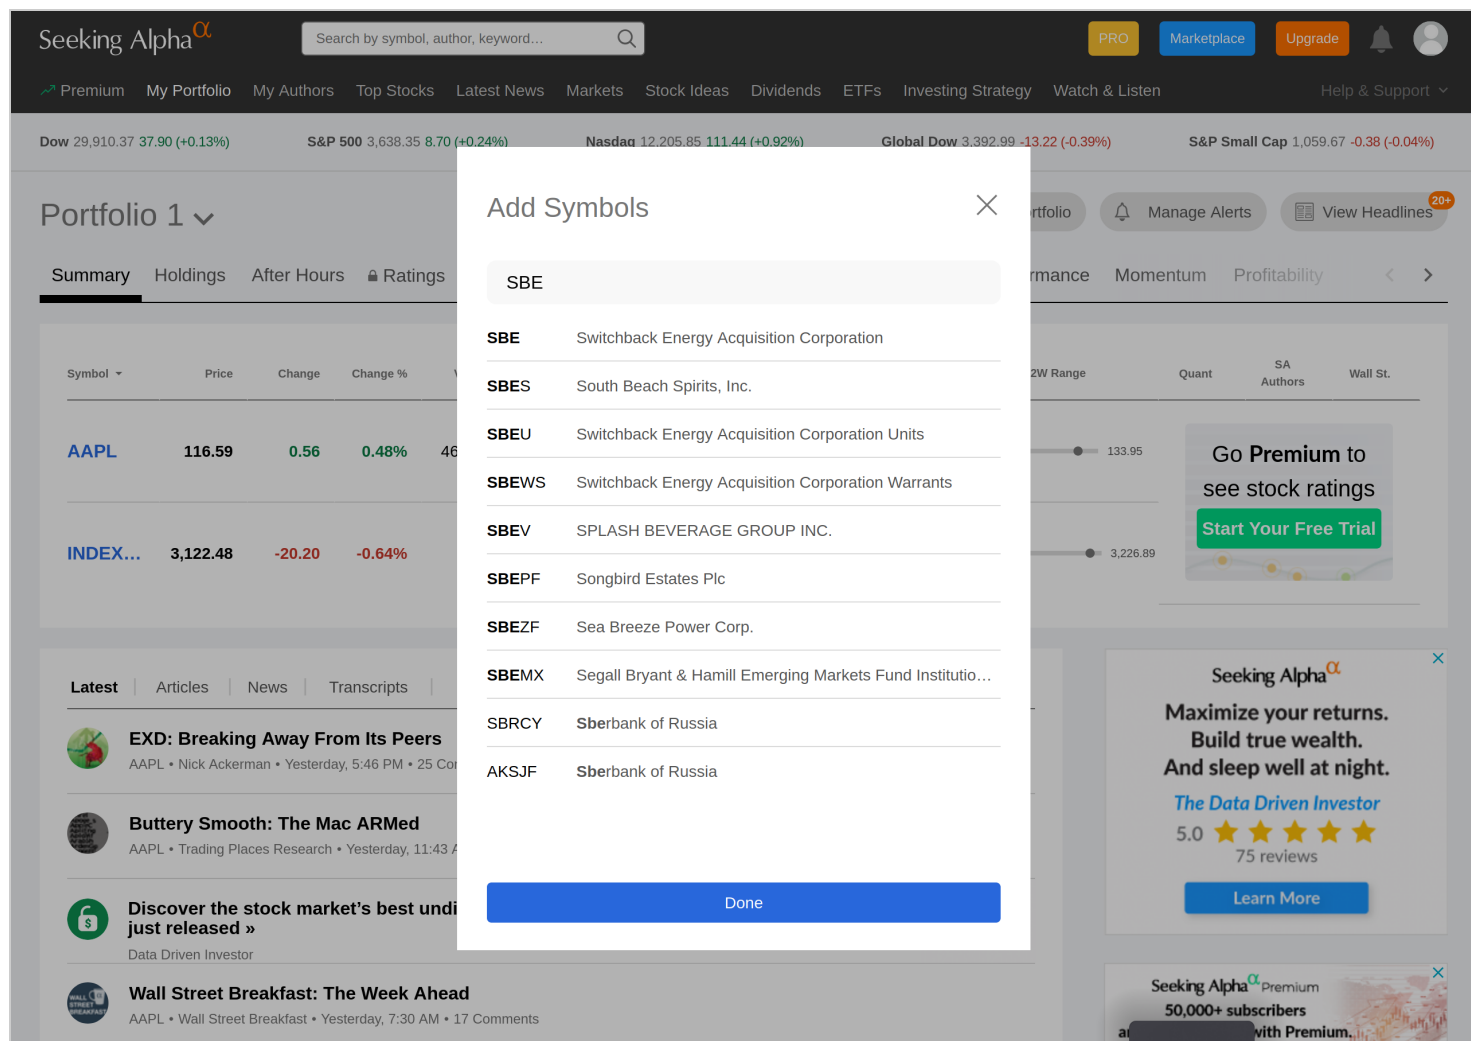 Seeking Alpha α
Search by symbol, author, keyword...
PRO
Marketplace
Upgrade
Premium My Portfolio My Authors Top Stocks Latest News Markets Stock Ideas Dividends ETFs Investing Strategy Watch & Listen Help & Support
Dow 29,910.37 37.90 (+0.13%) S&P 500 3,638.35 8.70 (+0.24%) Nasdaq 12,205.85 111.44 (+0.92%) Global Dow 3,392.99 -13.22 (-0.39%) S&P Small Cap 1,059.67 -0.38 (-0.04%)
Portfolio 1
rtfolio
Manage Alerts
View Headlines
20+
Summary Holdings After Hours Ratings
rmance Momentum Profitability
Add Symbols
SBE
SBE Switchback Energy Acquisition Corporation
SBES South Beach Spirits, Inc.
SBEU Switchback Energy Acquisition Corporation Units
SBEWS Switchback Energy Acquisition Corporation Warrants
SBEV SPLASH BEVERAGE GROUP INC.
SBEPF Songbird Estates Plc
SBEZF Sea Breeze Power Corp.
SBEMX Segall Bryant & Hamill Emerging Markets Fund Institutio...
SBRCY Sberbank of Russia
AKSJF Sberbank of Russia
Done
Symbol Price Change Change %
2W Range Quant SA Authors Wall St.
AAPL 116.59 0.56 0.48% 46
133.95
INDEX... 3,122.48 -20.20 -0.64%
3,226.89
Go Premium to
see stock ratings
Start Your Free Trial
Latest Articles News Transcripts
EXD: Breaking Away From Its Peers
AAPL • Nick Ackerman • Yesterday, 5:46 PM • 25 Co
Buttery Smooth: The Mac ARMed
AAPL • Trading Places Research • Yesterday, 11:43
Discover the stock market's best undi
just released »
Data Driven Investor
WALL STREET BREAKFAST
Wall Street Breakfast: The Week Ahead
AAPL • Wall Street Breakfast • Yesterday, 7:30 AM • 17 Comments
Seeking Alpha α
Maximize your returns.
Build true wealth.
And sleep well at night.
The Data Driven Investor
5.0
75 reviews
Learn More
Seeking Alpha α Premium
50,000+ subscribers
with Premium.